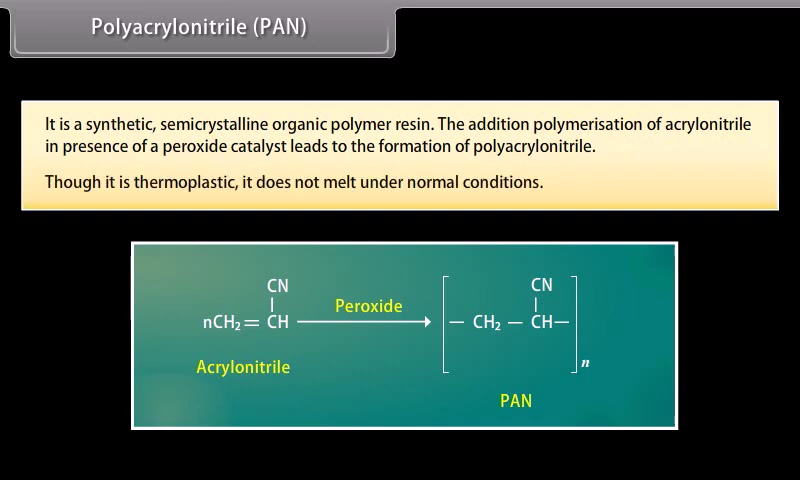 Polyacrylonitrile (PAN)
It is a synthetic, semicrystalline organic polymer resin. The addition polymerisation of acrylonitrile
in presence of a peroxide catalyst leads to the formation of polyacrylonitrile.
Though it is thermoplastic, it does not melt under normal conditions.
CN
|
nCH₂ = CH
Peroxide
Acrylonitrile
CN
|
— CH₂ — CH—
n
PAN